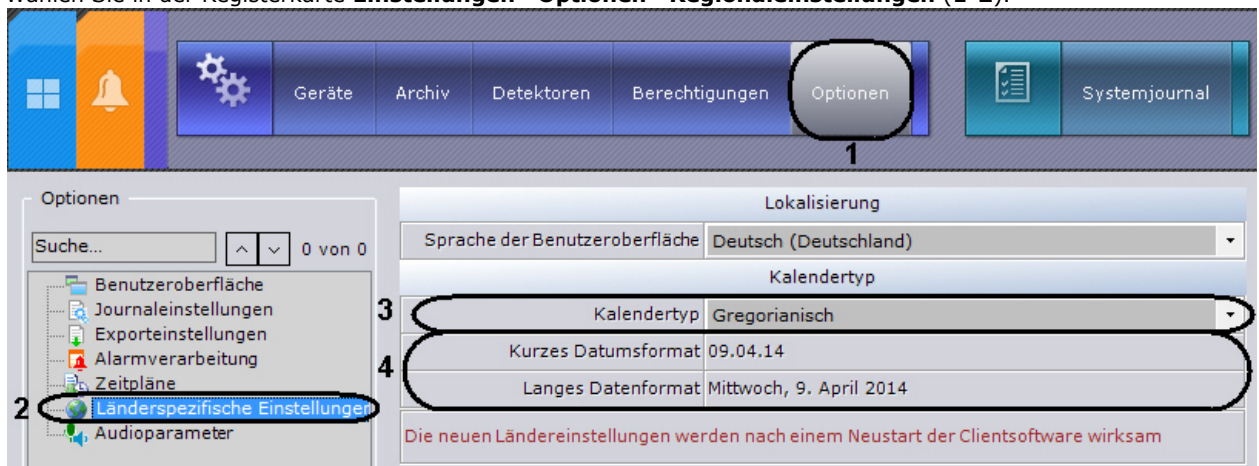 Wählen Sie in der Registerkarte Einstellungen - Optionen - Regionaleinstellungen (1-2).
Geräte Archiv Detektoren Berechtigungen Optionen Systemjournal
1
Optionen
Suche... 0 von 0
Benutzeroberfläche
Journaleinstellungen
Exporteinstellungen
Alarmverarbeitung
Zeitpläne
2 Länderspezifische Einstellungen
Audioparameter
Lokalisierung
Sprache der Benutzeroberfläche Deutsch (Deutschland)
Kalendertyp
3 Kalendertyp Gregorianisch
4 Kurzes Datumsformat 09.04.14
Langes Datenformat Mittwoch, 9. April 2014
Die neuen Ländereinstellungen werden nach einem Neustart der Clientsoftware wirksam